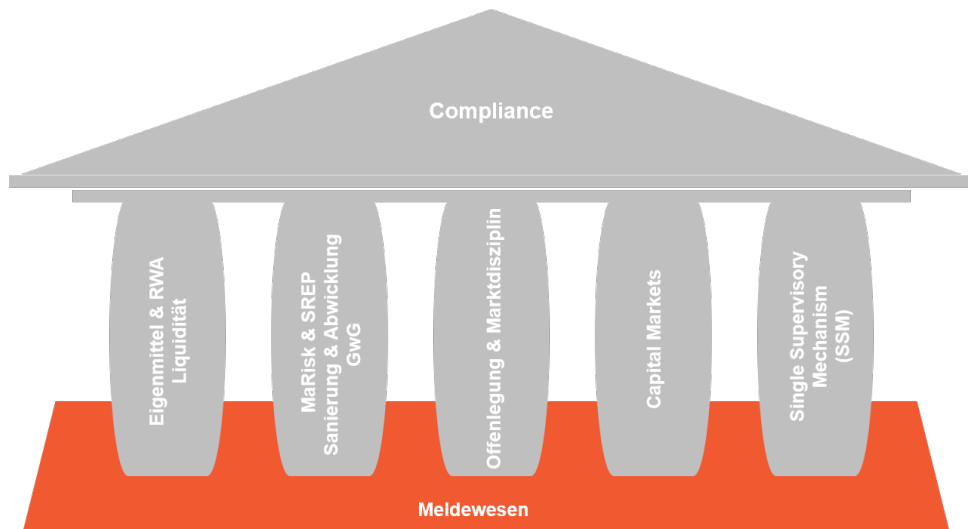 Compliance
Eigenmittel & RWA
Liquidität
MaRisk & SREP
Sanierung & Abwicklung
GwG
Offenlegung & Marktdisziplin
Capital Markets
Single Supervisory
Mechanism
(SSM)
Meldewesen